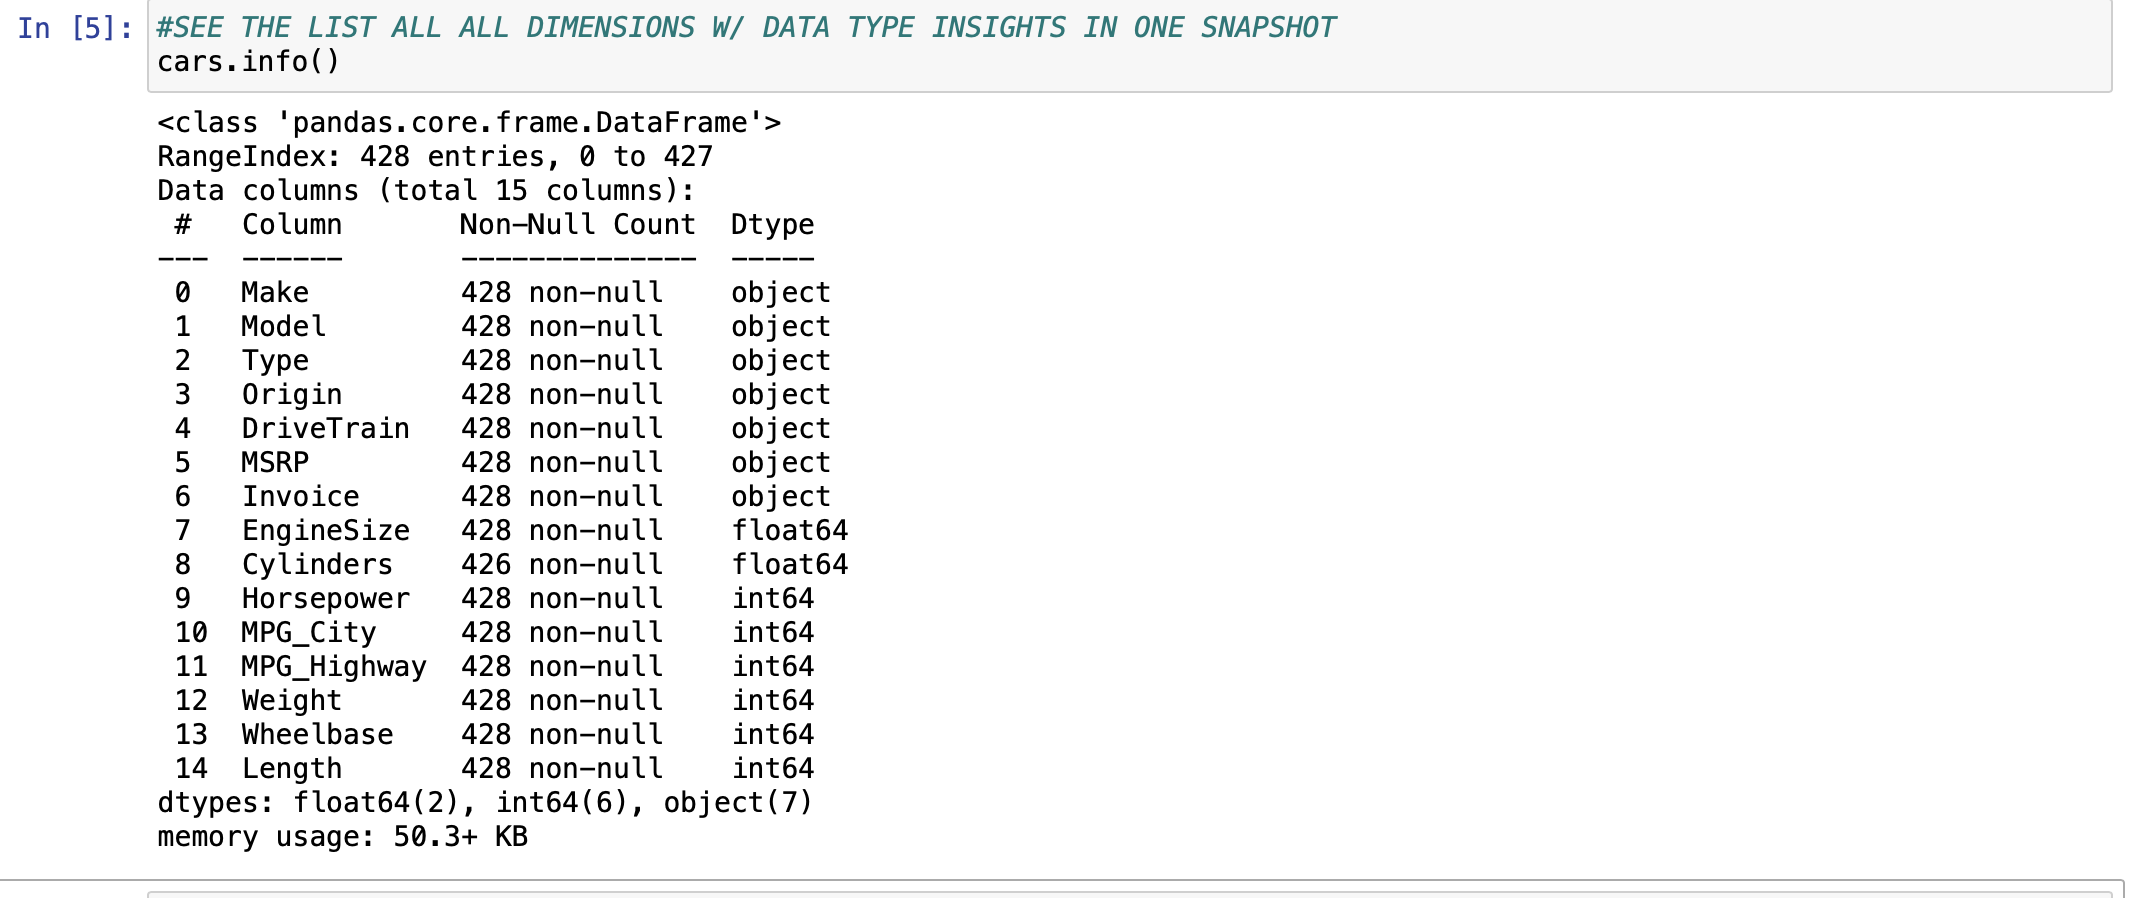 In [5]: #SEE THE LIST ALL ALL DIMENSIONS W/ DATA TYPE INSIGHTS IN ONE SNAPSHOT
cars.info()
<class 'pandas.core.frame.DataFrame'>
RangeIndex: 428 entries, 0 to 427
Data columns (total 15 columns):
 #   Column       Non-Null Count  Dtype
---  ------       --------------  -----
 0   Make         428 non-null    object
 1   Model        428 non-null    object
 2   Type         428 non-null    object
 3   Origin       428 non-null    object
 4   DriveTrain   428 non-null    object
 5   MSRP         428 non-null    object
 6   Invoice      428 non-null    object
 7   EngineSize   428 non-null    float64
 8   Cylinders    426 non-null    float64
 9   Horsepower   428 non-null    int64
 10  MPG_City     428 non-null    int64
 11  MPG_Highway  428 non-null    int64
 12  Weight       428 non-null    int64
 13  Wheelbase    428 non-null    int64
 14  Length       428 non-null    int64
dtypes: float64(2), int64(6), object(7)
memory usage: 50.3+ KB